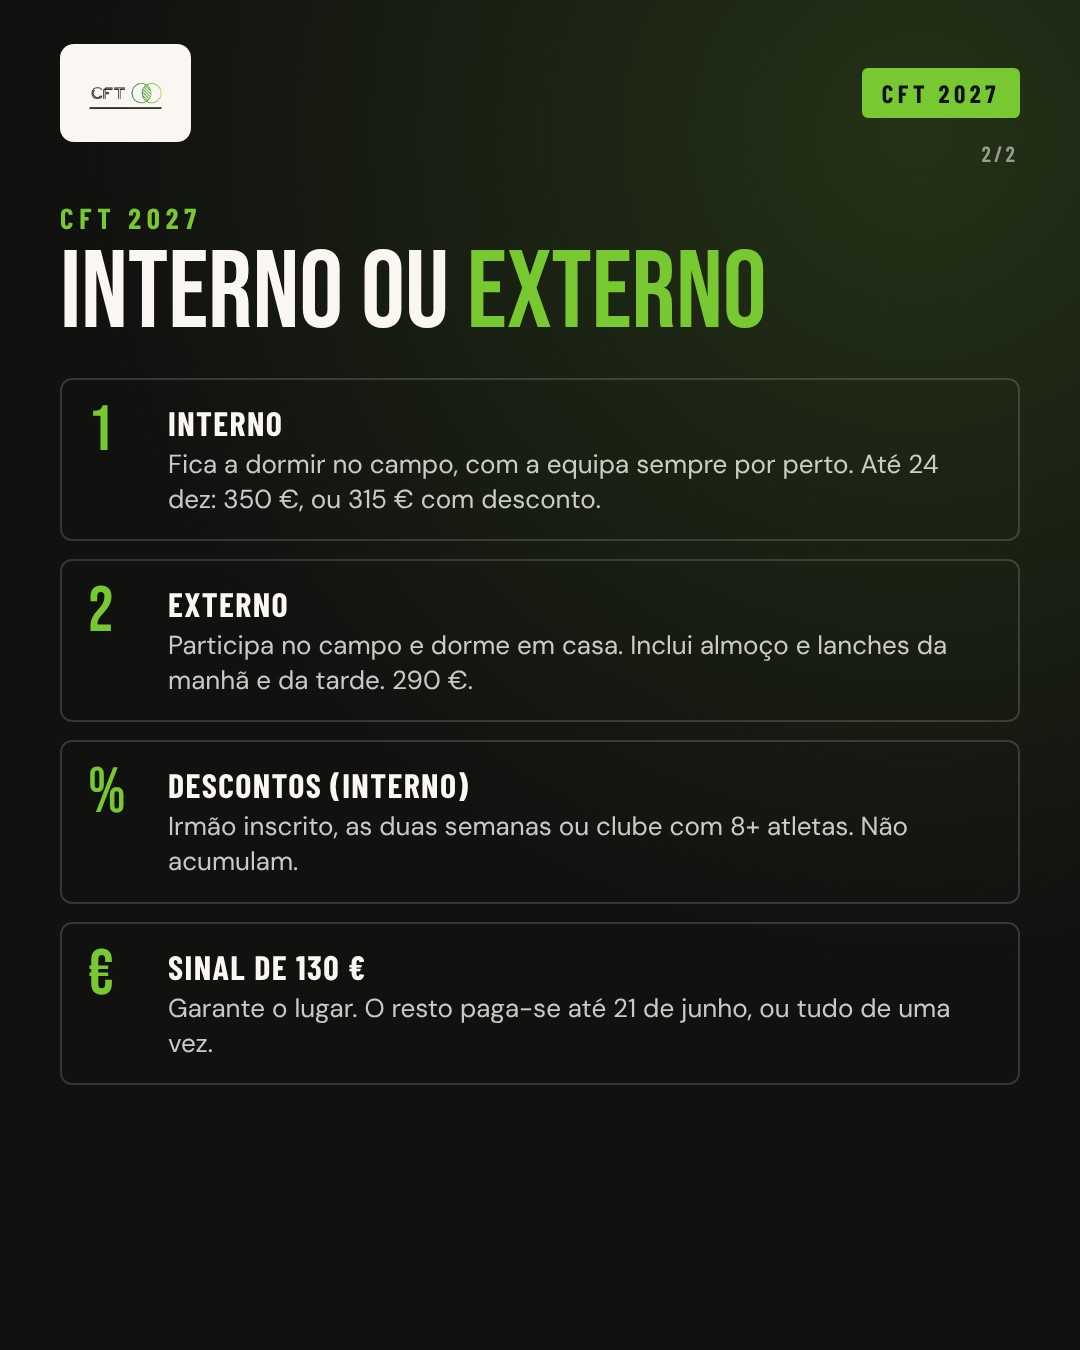 CFT
CFT 2027
2/2
CFT 2027
INTERNO OU EXTERNO
1
INTERNO
Fica a dormir no campo, com a equipa sempre por perto. Até 24
dez: 350 €, ou 315 € com desconto.
2
EXTERNO
Participa no campo e dorme em casa. Inclui almoço e lanches da
manhã e da tarde. 290 €.
%
DESCONTOS (INTERNO)
Irmão inscrito, as duas semanas ou clube com 8+ atletas. Não
acumulam.
€
SINAL DE 130 €
Garante o lugar. O resto paga-se até 21 de junho, ou tudo de uma
vez.